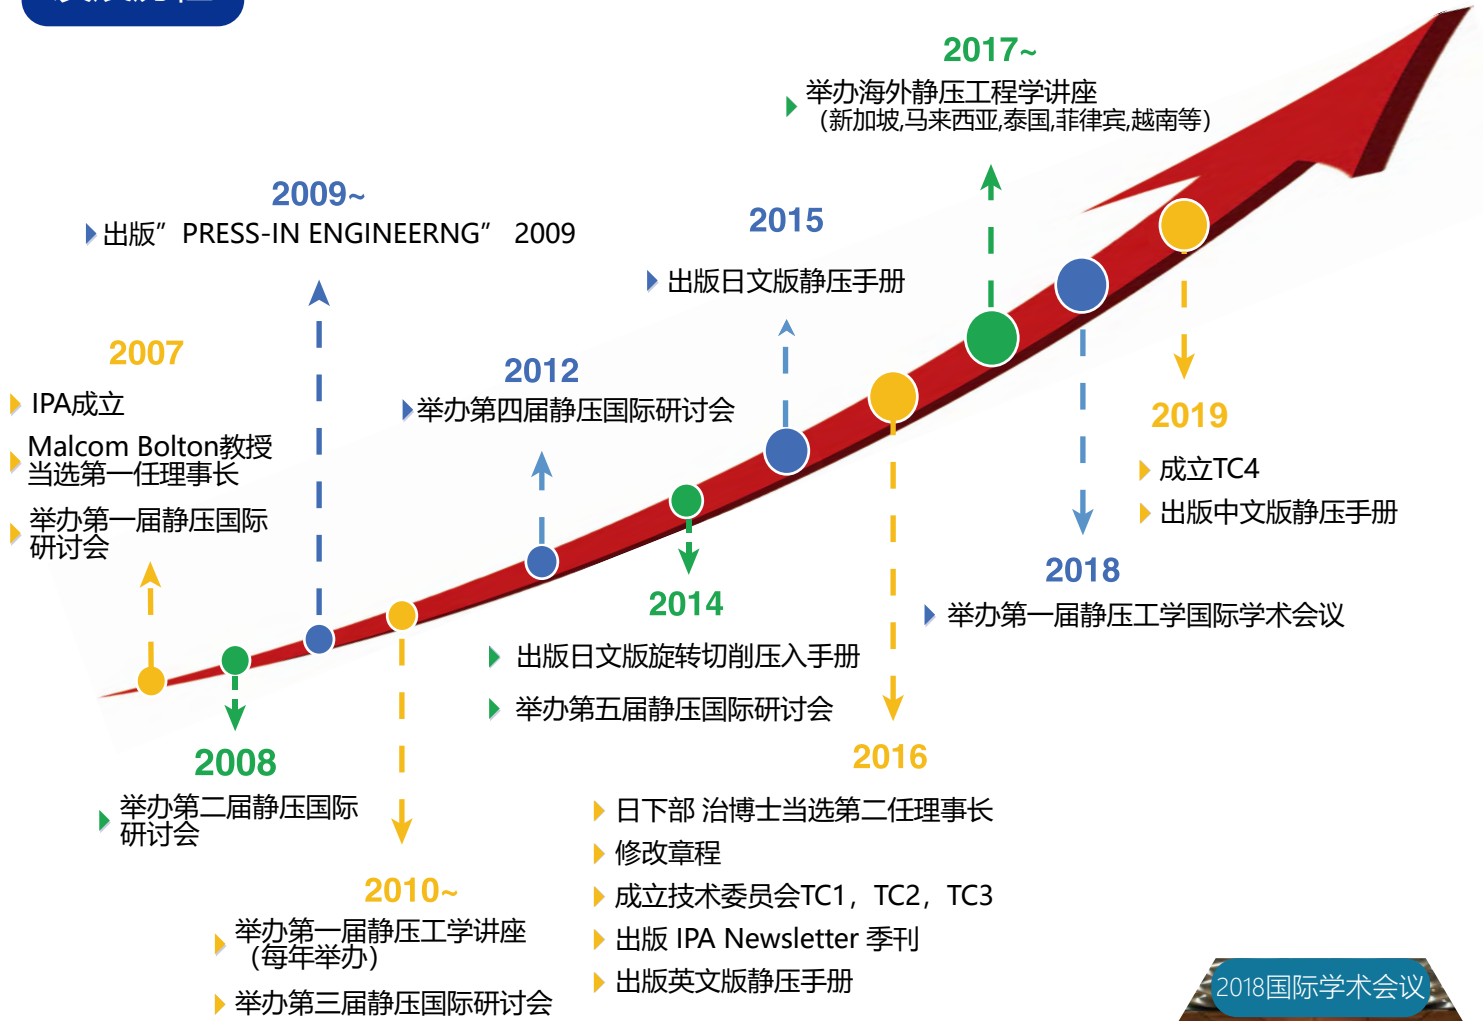 2017~
举办海外静压工程学讲座
（新加坡,马来西亚,泰国,菲律宾,越南等）
2009~
出版”PRESS-IN ENGINEERNG” 2009
2015
出版日文版静压手册
2007
IPA成立
Malcom Bolton教授
当选第一任理事长
举办第一届静压国际
研讨会
2012
举办第四届静压国际研讨会
2019
成立TC4
出版中文版静压手册
2018
举办第一届静压工学国际学术会议
2014
出版日文版旋转切削压入手册
举办第五届静压国际研讨会
2008
举办第二届静压国际
研讨会
2016
日下部 治博士当选第二任理事长
修改章程
成立技术委员会TC1，TC2，TC3
出版 IPA Newsletter 季刊
出版英文版静压手册
2010~
举办第一届静压工学讲座
（每年举办）
举办第三届静压国际研讨会
2018国际学术会议